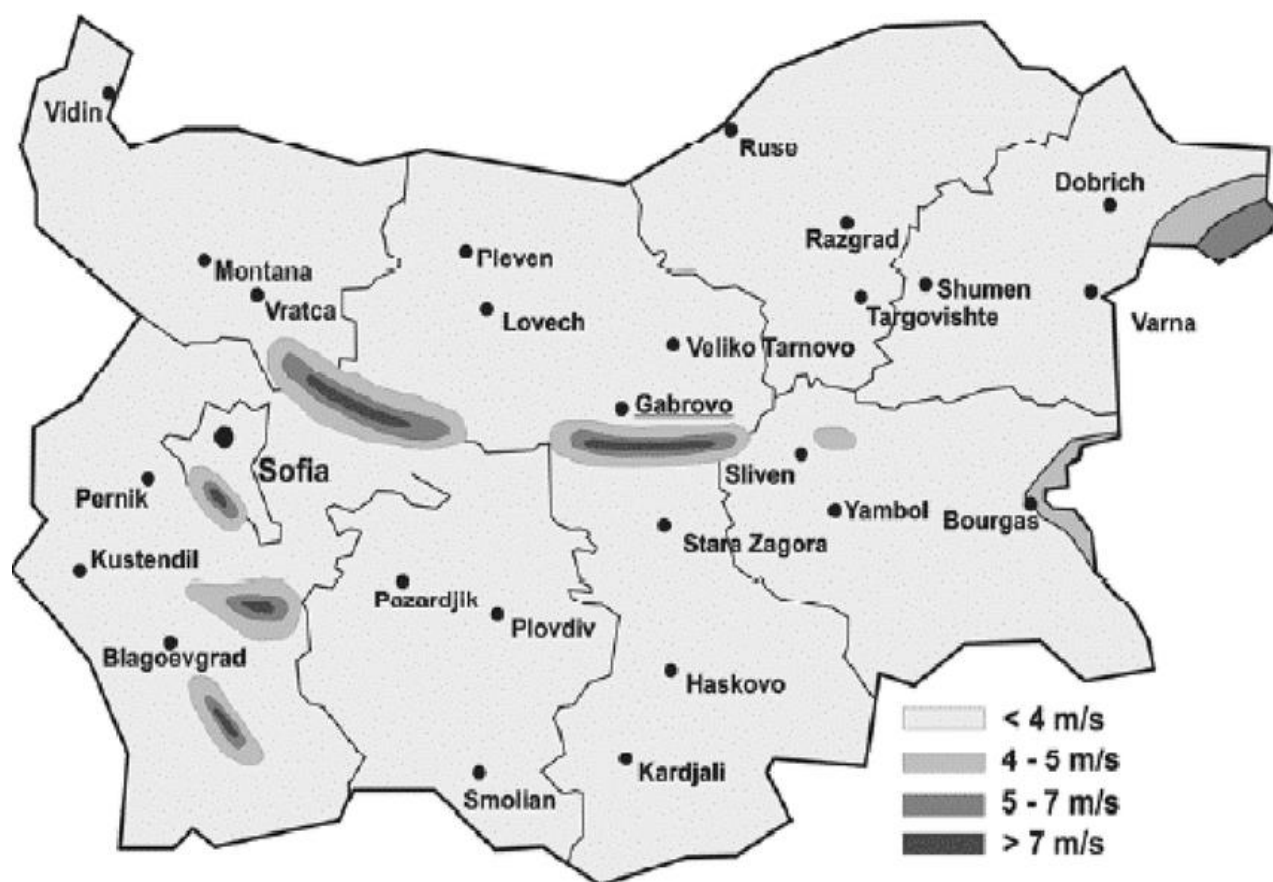 Vidin
Ruse
Dobrich
Razgrad
Pleven
Montana
Shumen
Vratca
Lovech
Targovishte
Varna
Veliko Tarnovo
Gabrovo
Sofia
Sliven
Pernik
Yambol
Bourgas
Stara Zagora
Kustendil
Pazardjik
Plovdiv
Blagoevgrad
Haskovo
< 4 m/s
4 - 5 m/s
Kardjali
Smolian
5 - 7 m/s
> 7 m/s